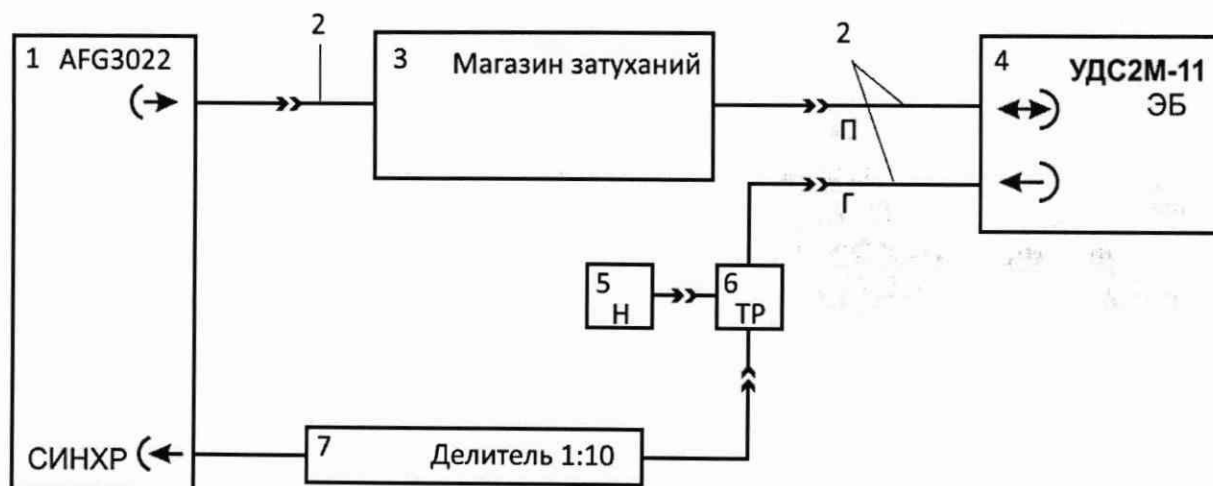 1 AFG3022
2
3 Магазин затуханий
2
4 УДС2М-11
ЭБ
П
Г
5
Н
6
ТР
СИНХР
7 Делитель 1:10